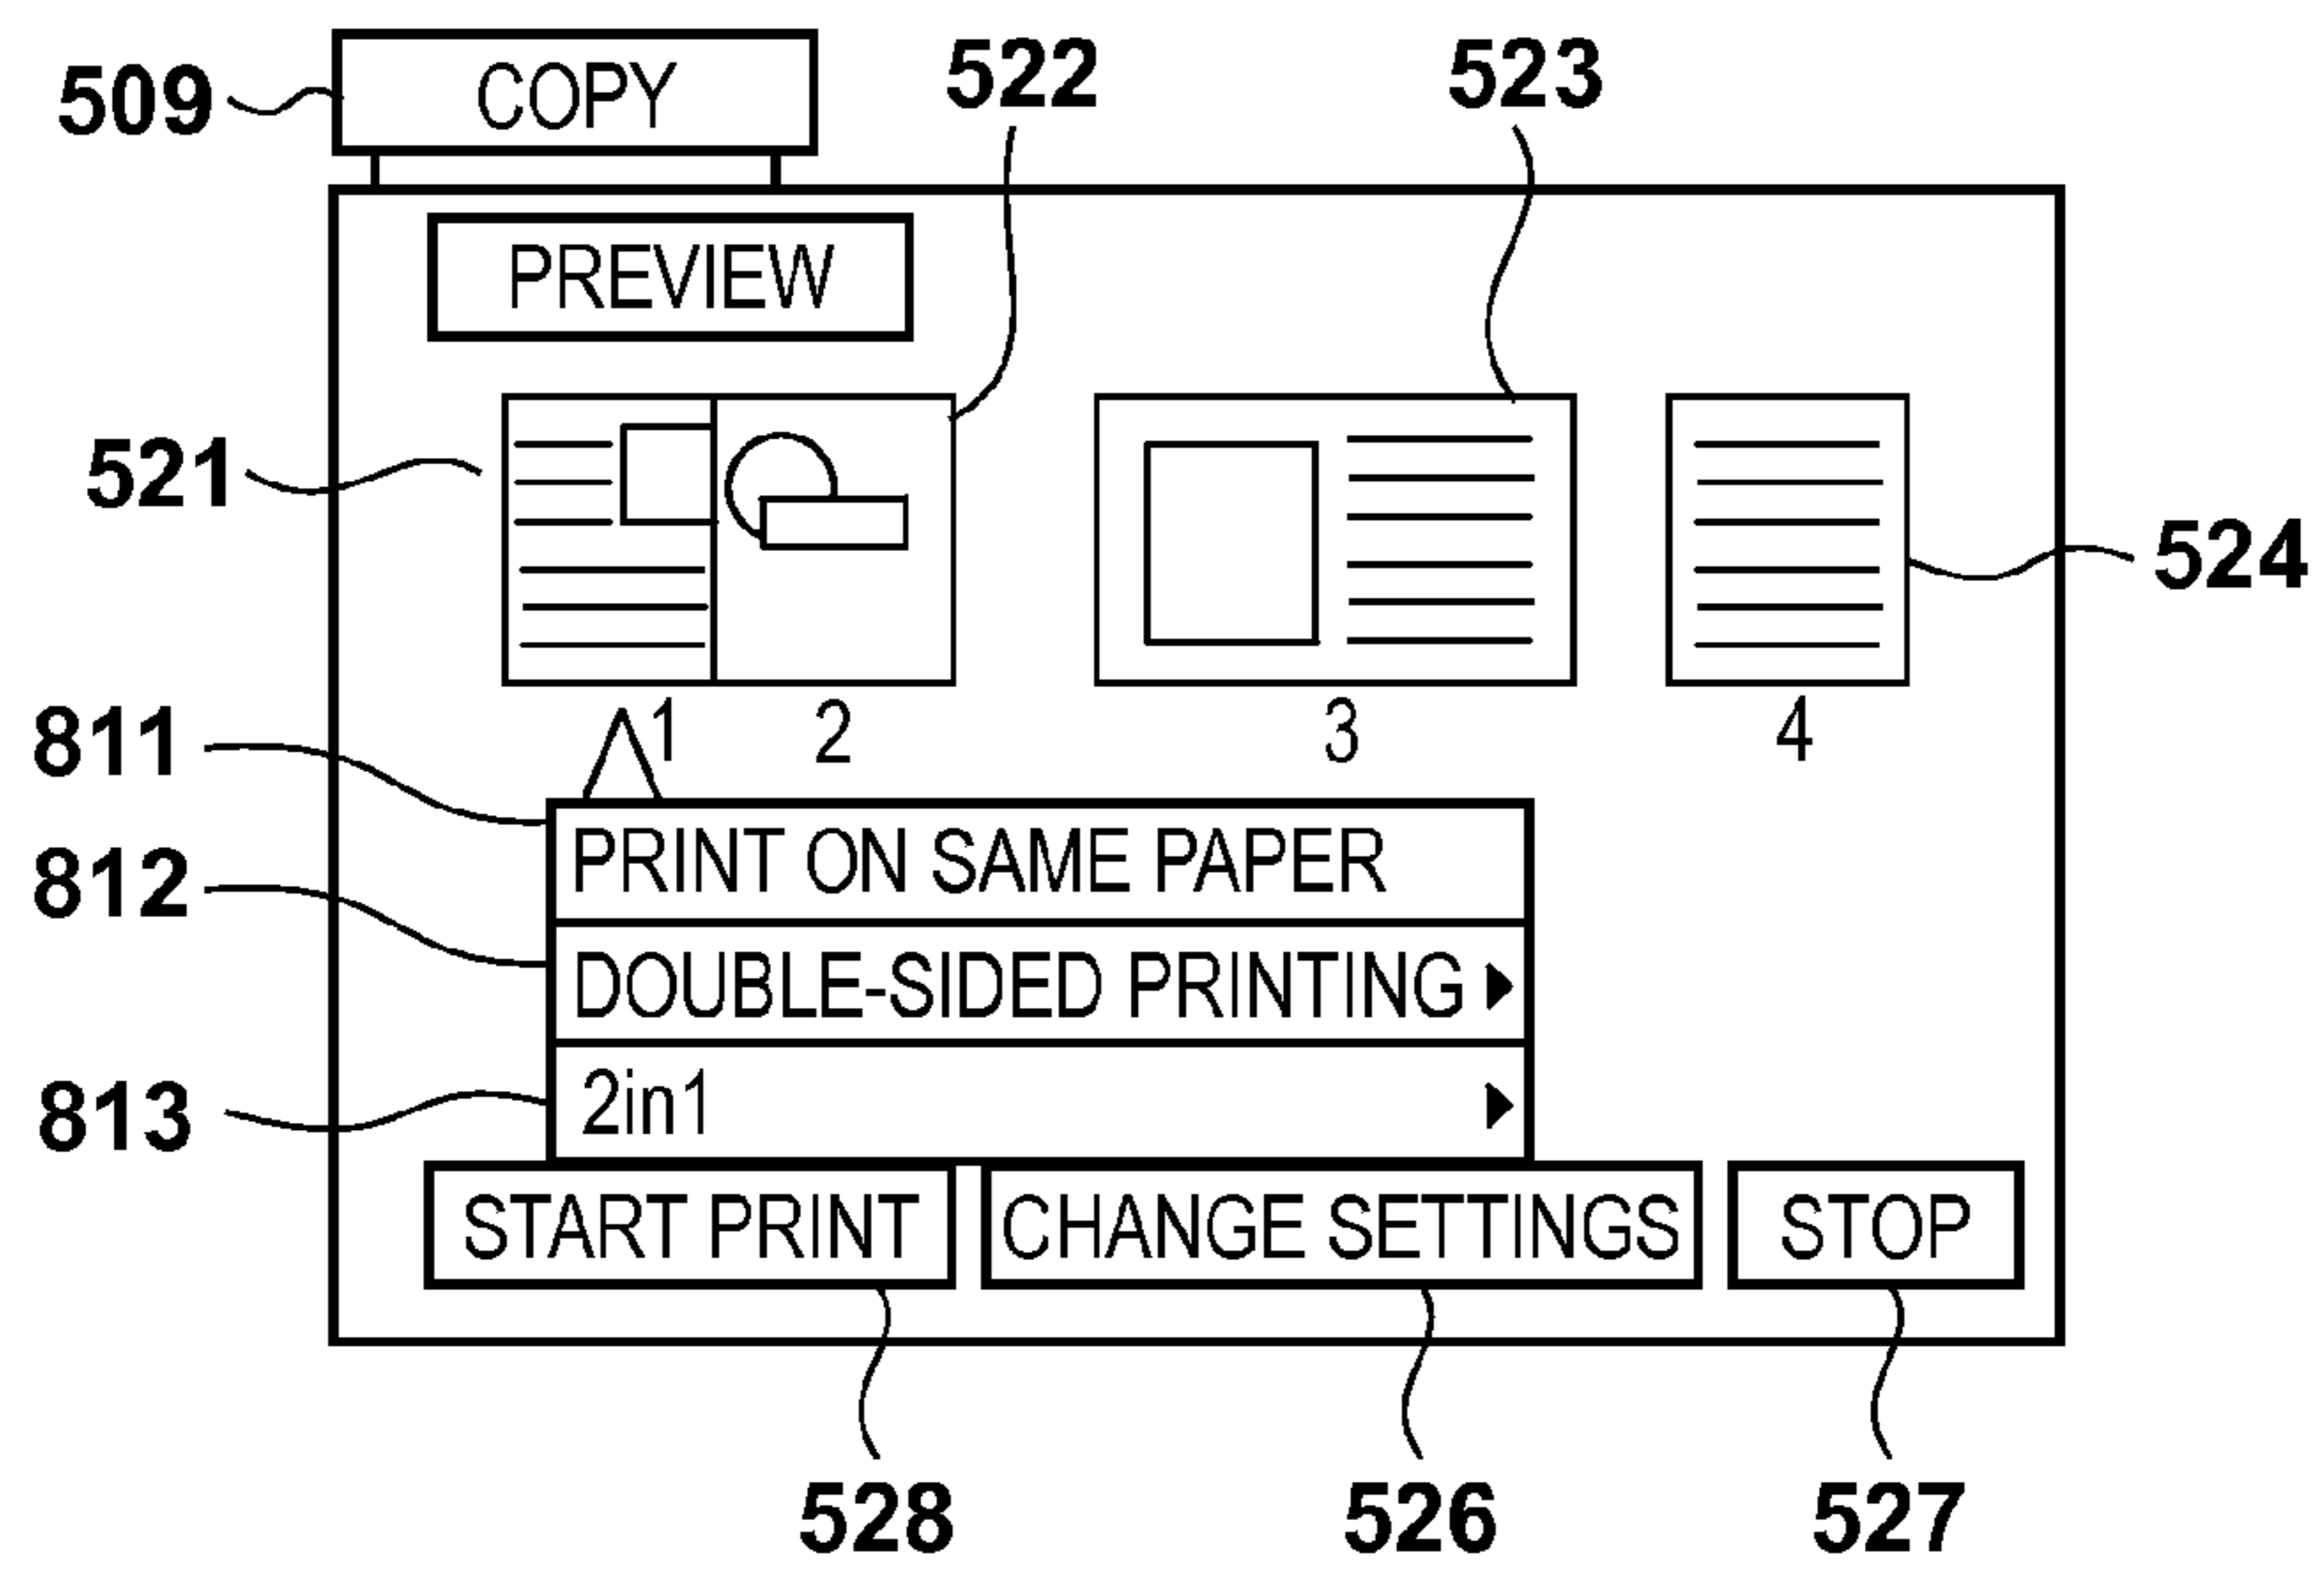 509 COPY 522 523
PREVIEW
521
524
1 2 3 4
811 PRINT ON SAME PAPER
812 DOUBLE-SIDED PRINTING
813 2in1
START PRINT CHANGE SETTINGS STOP
528 526 527